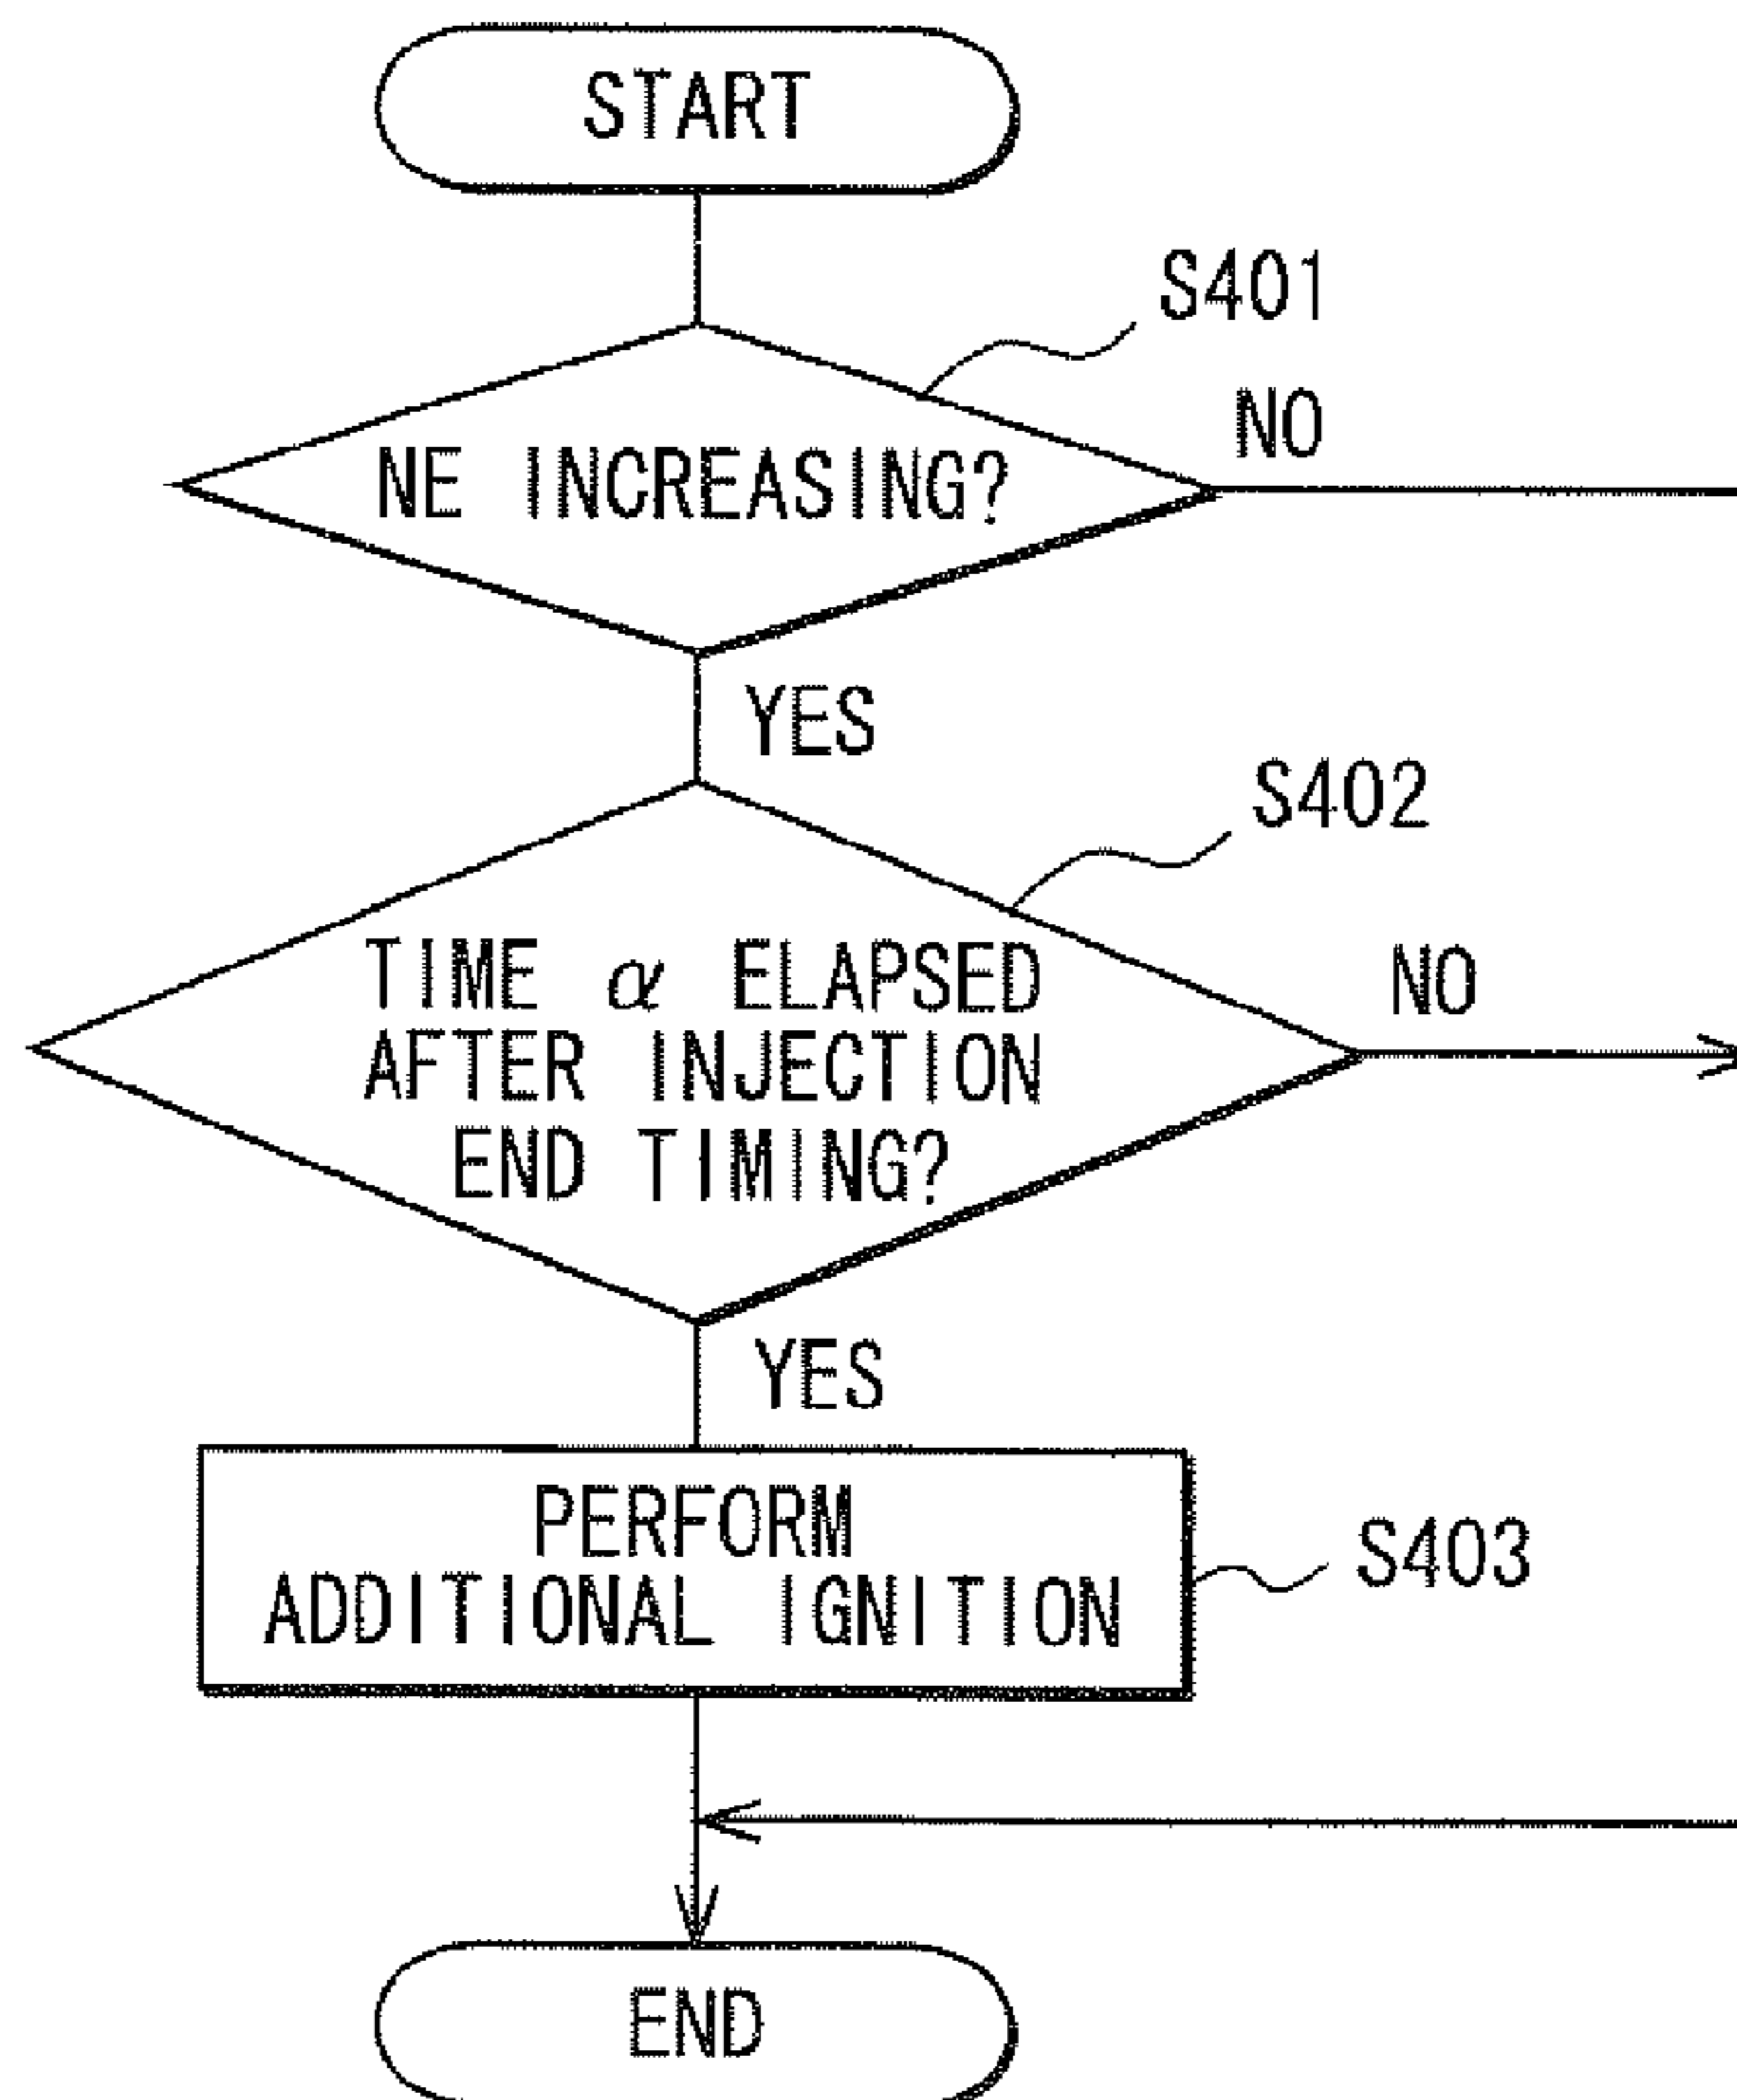 START
S401
NE INCREASING?
NO
YES
S402
TIME α ELAPSED
AFTER INJECTION
END TIMING?
NO
YES
PERFORM
ADDITIONAL IGNITION
S403
END